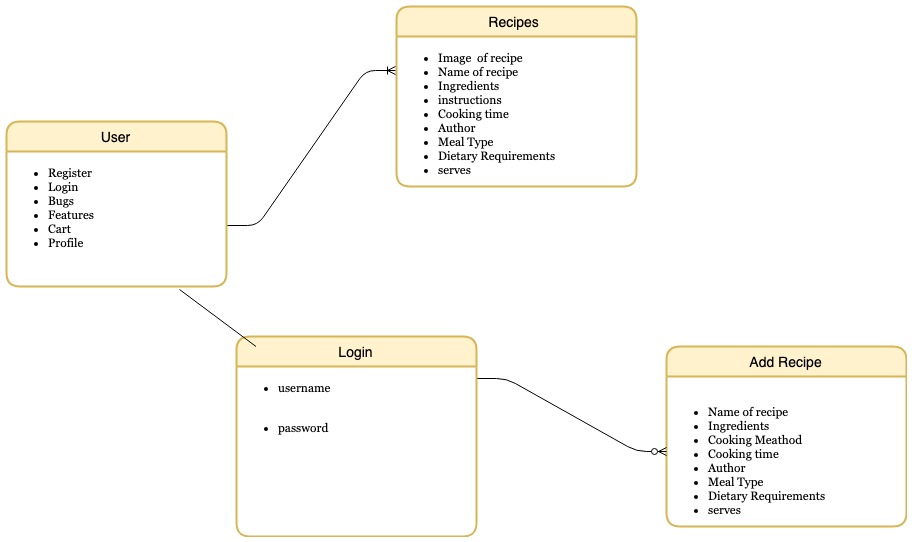 Recipes
Image of recipe
Name of recipe
Ingredients
instructions
Cooking time
Author
Meal Type
Dietary Requirements
serves
User
Register
Login
Bugs
Features
Cart
Profile
Login
username
password
Add Recipe
Name of recipe
Ingredients
Cooking Meathod
Cooking time
Author
Meal Type
Dietary Requirements
serves